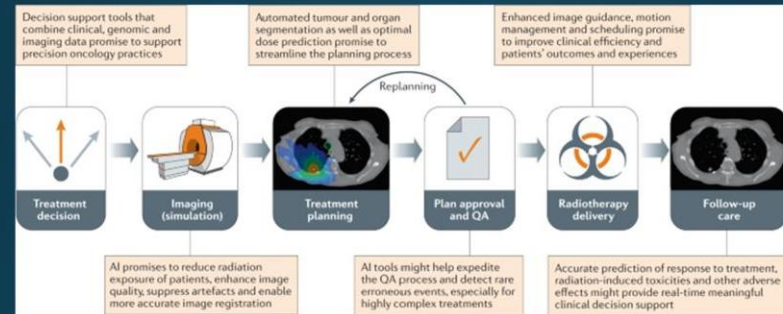 Decision support tools that
combine clinical, genomic and
imaging data promise to support
precision oncology practices
Automated tumour and organ
segmentation as well as optimal
dose prediction promise to
streamline the planning process
Enhanced image guidance, motion
management and scheduling promise
to improve clinical efficiency and
patients' outcomes and experiences
Replanning
Treatment
decision
Imaging
(simulation)
Treatment
planning
Plan approval
and QA
Radiotherapy
delivery
Follow-up
care
AI promises to reduce radiation
exposure of patients, enhance image
quality, suppress artefacts and enable
more accurate image registration
AI tools might help expedite
the QA process and detect rare
erroneous events, especially for
highly complex treatments
Accurate prediction of response to treatment,
radiation-induced toxicities and other adverse
effects might provide real-time meaningful
clinical decision support